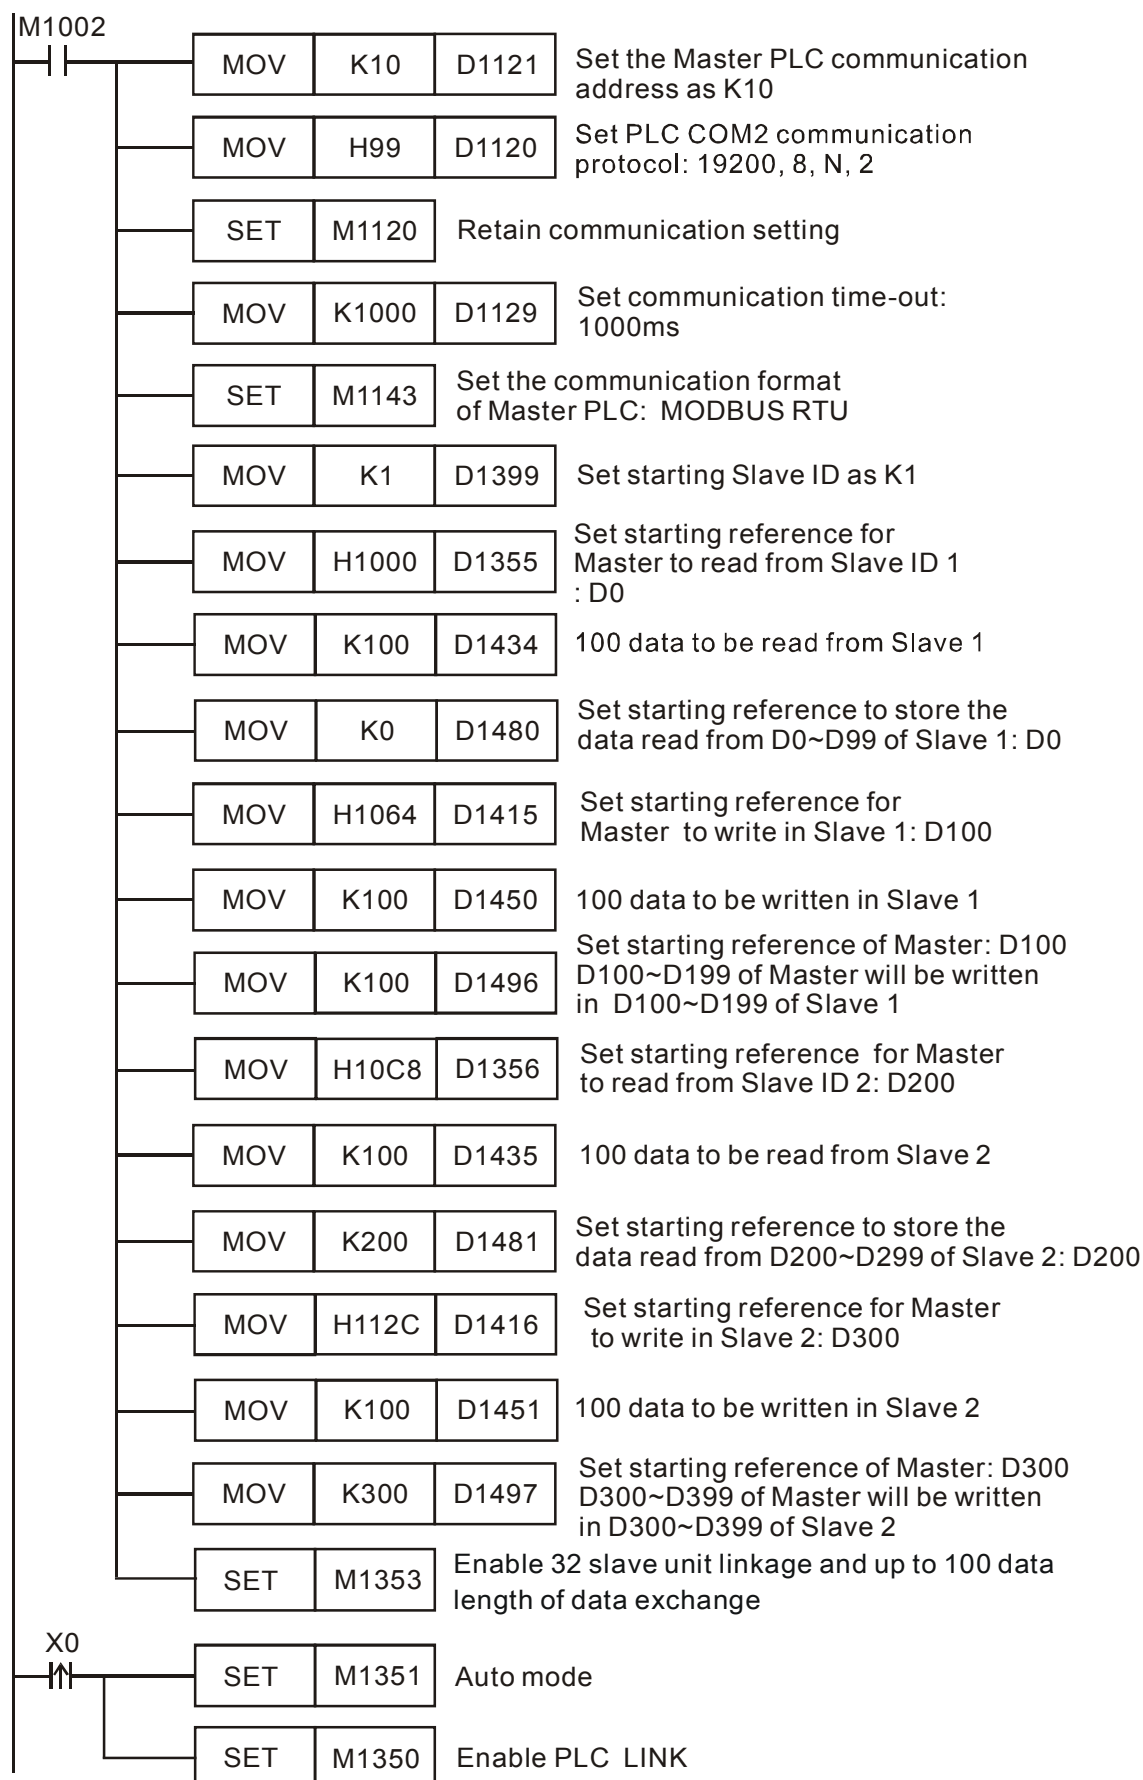 M1002
MOV K10 D1121 Set the Master PLC communication
address as K10
MOV H99 D1120 Set PLC COM2 communication
protocol: 19200, 8, N, 2
SET M1120 Retain communication setting
MOV K1000 D1129 Set communication time-out:
1000ms
SET M1143 Set the communication format
of Master PLC: MODBUS RTU
MOV K1 D1399 Set starting Slave ID as K1
MOV H1000 D1355 Set starting reference for
Master to read from Slave ID 1
: D0
MOV K100 D1434 100 data to be read from Slave 1
MOV K0 D1480 Set starting reference to store the
data read from D0~D99 of Slave 1: D0
MOV H1064 D1415 Set starting reference for
Master to write in Slave 1: D100
MOV K100 D1450 100 data to be written in Slave 1
MOV K100 D1496 Set starting reference of Master: D100
D100~D199 of Master will be written
in D100~D199 of Slave 1
MOV H10C8 D1356 Set starting reference for Master
to read from Slave ID 2: D200
MOV K100 D1435 100 data to be read from Slave 2
MOV K200 D1481 Set starting reference to store the
data read from D200~D299 of Slave 2: D200
MOV H112C D1416 Set starting reference for Master
to write in Slave 2: D300
MOV K100 D1451 100 data to be written in Slave 2
MOV K300 D1497 Set starting reference of Master: D300
D300~D399 of Master will be written
in D300~D399 of Slave 2
SET M1353 Enable 32 slave unit linkage and up to 100 data
length of data exchange
X0
SET M1351 Auto mode
SET M1350 Enable PLC LINK